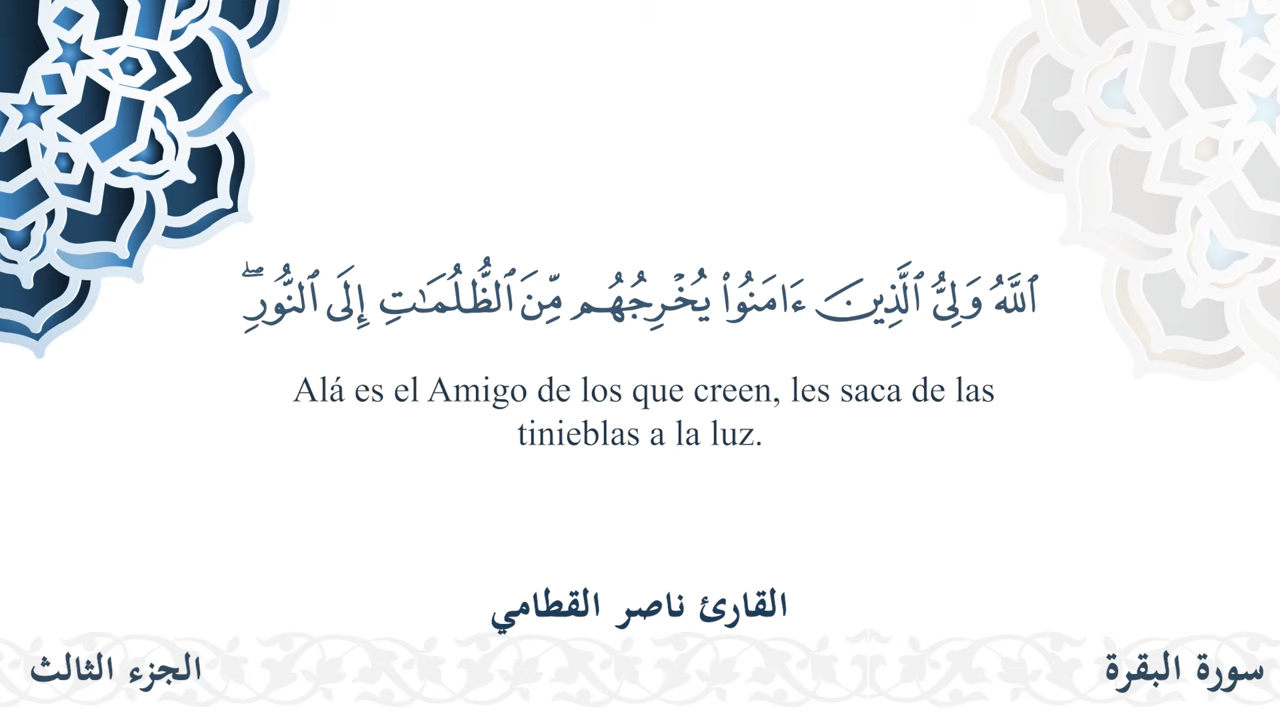 ٱللَّهُ وَلِيُّ ٱلَّذِينَ ءَامَنُوا۟ يُخْرِجُهُم مِّنَ ٱلظُّلُمَـٰتِ إِلَى ٱلنُّورِ ۖ
Alá es el Amigo de los que creen, les saca de las
tinieblas a la luz.
القارئ ناصر القطامي
سورة البقرة
الجزء الثالث